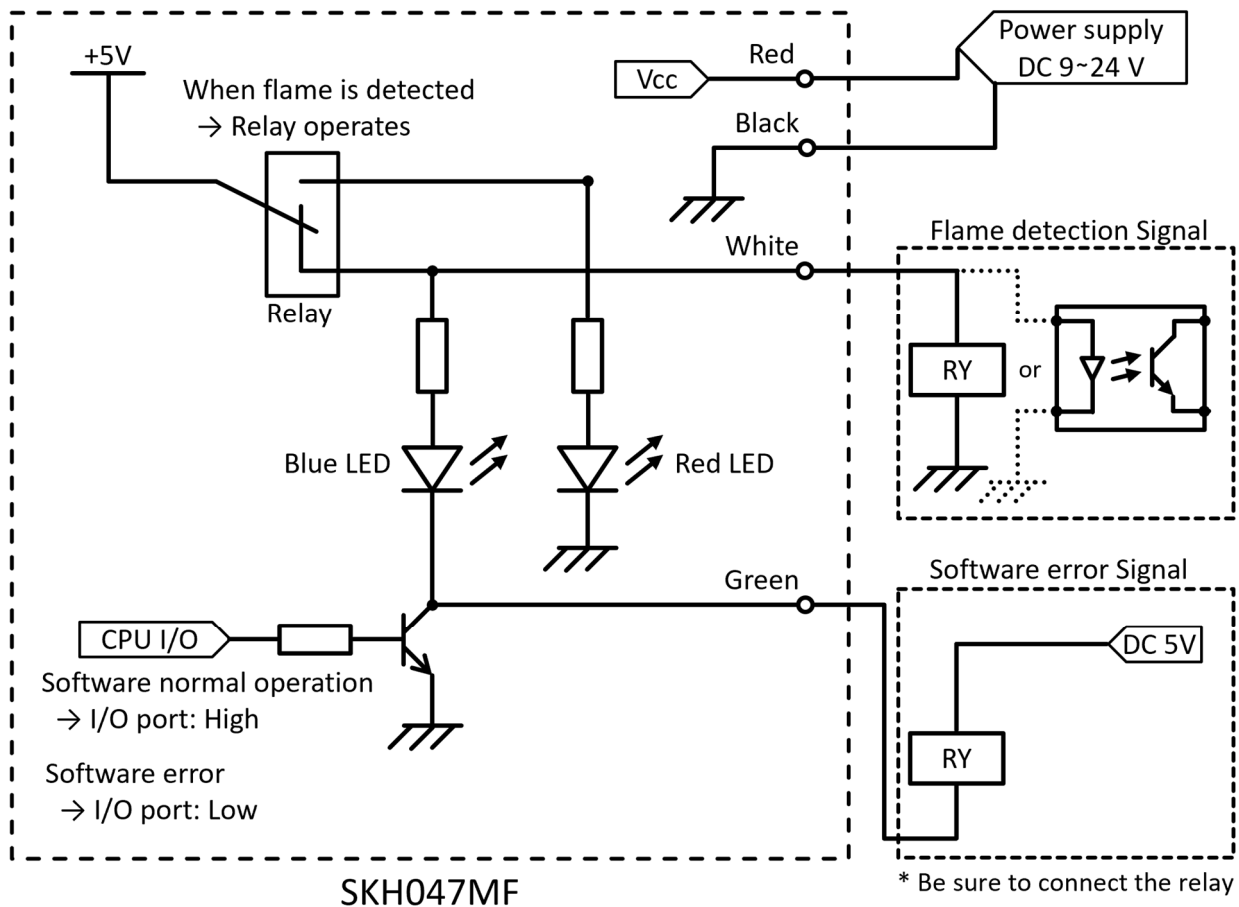 +5V
When flame is detected
→ Relay operates
Relay
Vcc
Red
Power supply
DC 9~24 V
Black
White
Flame detection Signal
RY
or
Blue LED
Red LED
Green
Software error Signal
DC 5V
RY
CPU I/O
Software normal operation
→ I/O port: High
Software error
→ I/O port: Low
* Be sure to connect the relay
SKH047MF